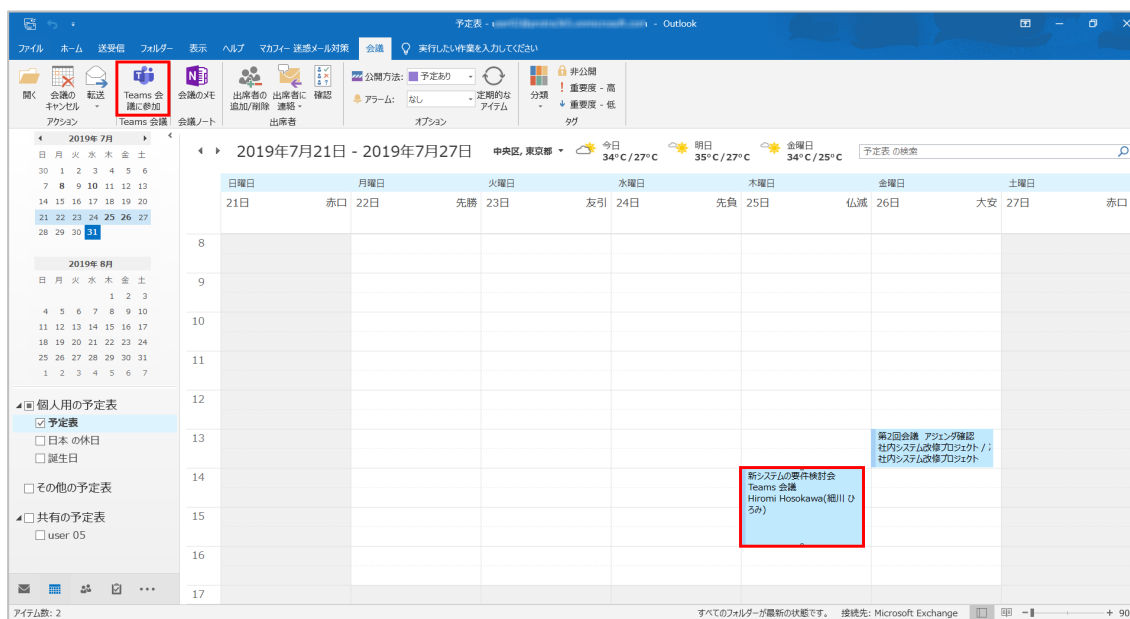 予定表 - - Outlook
ファイル ホーム 送受信 フォルダー 表示 ヘルプ マカフィー 迷惑メール対策 会議 実行したい作業を入力してください
開く 会議の キャンセル 転送 Teams 会議に参加 会議のメモ 出席者の 追加/削除 出席者に 連絡 確認 公開方法: 予定あり 定期的な アイテム 分類 非公開
重要度 - 高
アラーム: なし 重要度 - 低
アクション Teams 会議 会議ノート 出席者 オプション タグ
2019年 7月
日 月 火 水 木 金 土
30 1 2 3 4 5 6
7 8 9 10 11 12 13
14 15 16 17 18 19 20
21 22 23 24 25 26 27
28 29 30 31
2019年 8月
日 月 火 水 木 金 土
1 2 3
4 5 6 7 8 9 10
11 12 13 14 15 16 17
18 19 20 21 22 23 24
25 26 27 28 29 30 31
1 2 3 4 5 6 7
個人用の予定表
予定表
日本 の休日
誕生日
その他の予定表
共有の予定表
user 05
2019年7月21日 - 2019年7月27日 中央区, 東京都 今日 34°C/27°C 明日 35°C/27°C 金曜日 34°C/25°C 予定表 の検索
日曜日 月曜日 火曜日 水曜日 木曜日 金曜日 土曜日
21日 赤口 22日 先勝 23日 友引 24日 先負 25日 仏滅 26日 大安 27日 赤口
8
9
10
11
12
13
第2回会議 アジェンダ確認
社内システム改修プロジェクト /
社内システム改修プロジェクト
14
新システムの要件検討会
Teams 会議
Hiromi Hosokawa(細川 ひ
ろみ)
15
16
17
アイテム数: 2 すべてのフォルダーが最新の状態です。 接続先: Microsoft Exchange 90